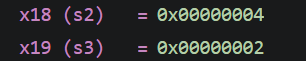 x18 (s2) = 0x00000004
x19 (s3) = 0x00000002